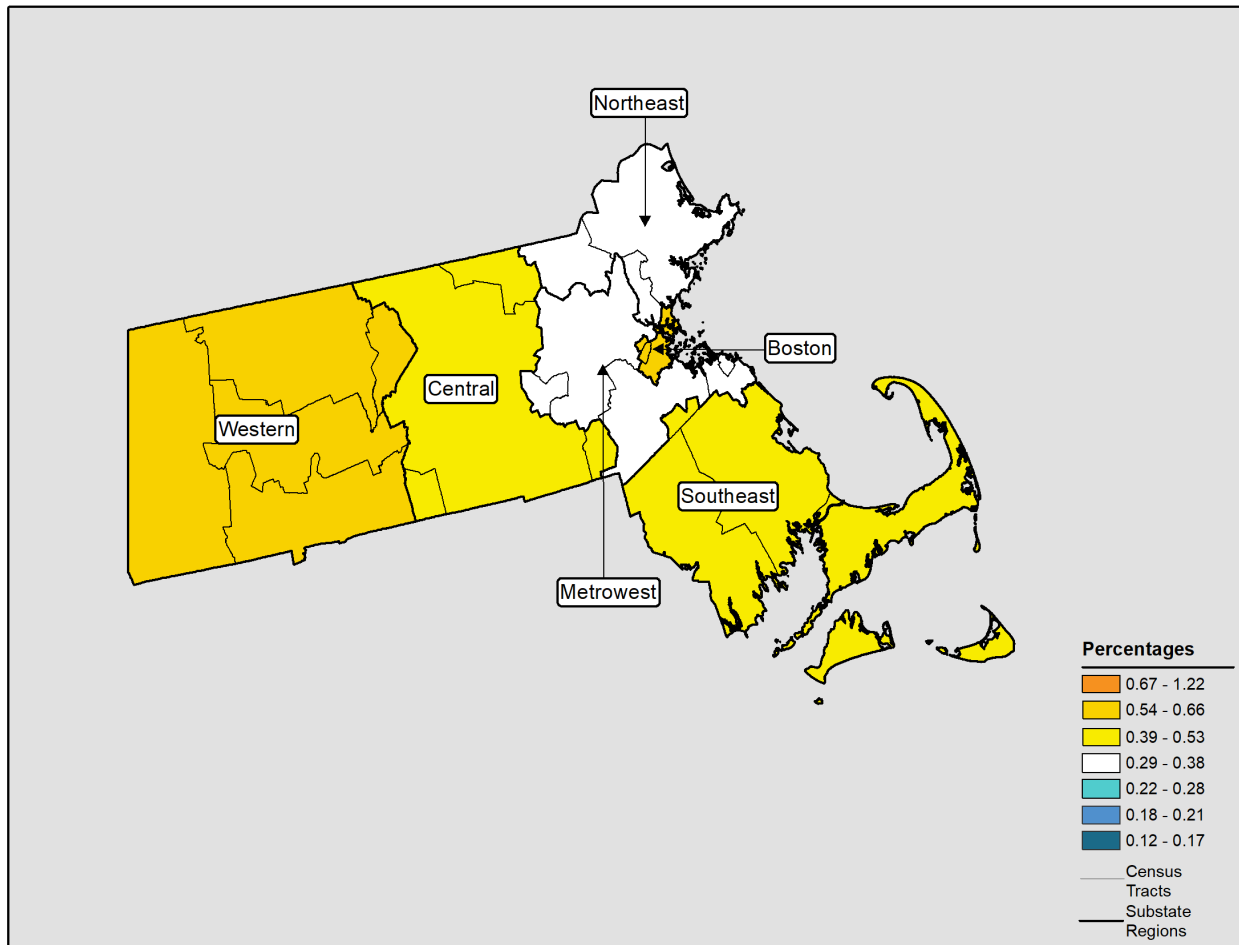 Northeast
Boston
Central
Western
Southeast
Metrowest
Percentages
0.67 - 1.22
0.54 - 0.66
0.39 - 0.53
0.29 - 0.38
0.22 - 0.28
0.18 - 0.21
0.12 - 0.17
Census
Tracts
Substate
Regions